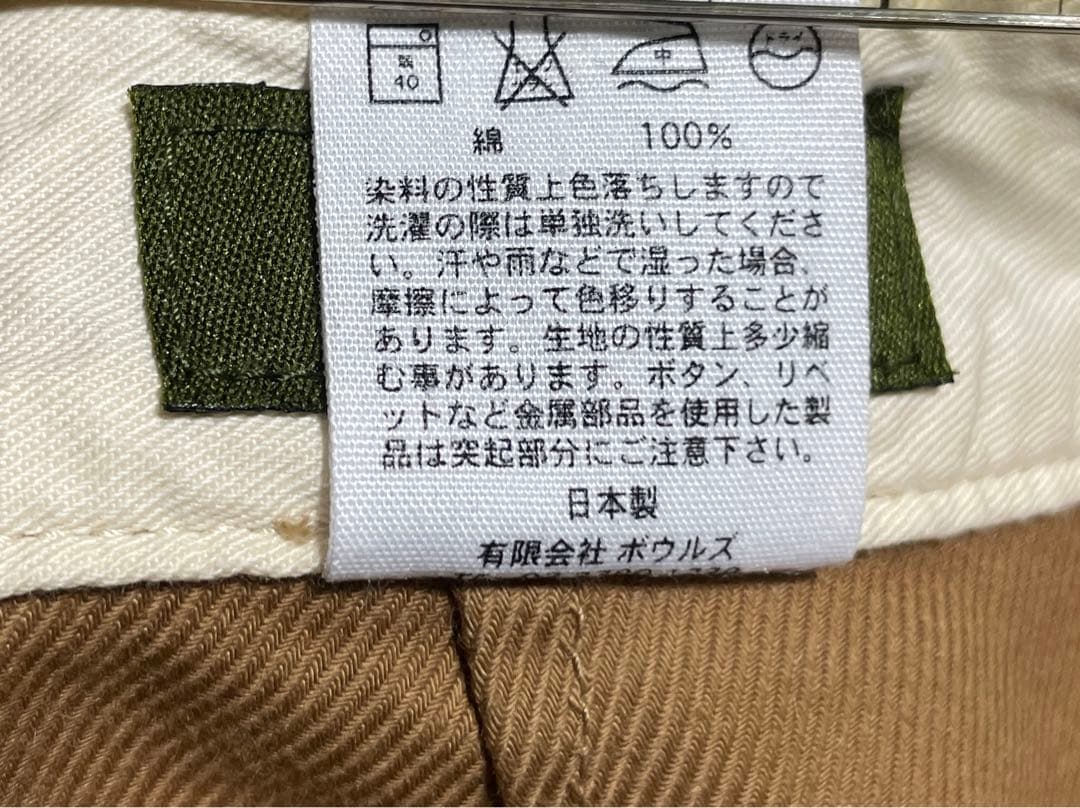 弱
40
中
ドライ
綿 100%
染料の性質上色落ちしますので
洗濯の際は単独洗いしてくださ
い。汗や雨などで湿った場合、
摩擦によって色移りすることが
あります。生地の性質上多少縮
む事があります。ボタン、リベ
ットなど金属部品を使用した製
品は突起部分にご注意下さい。
日本製
有限会社 ボウルズ